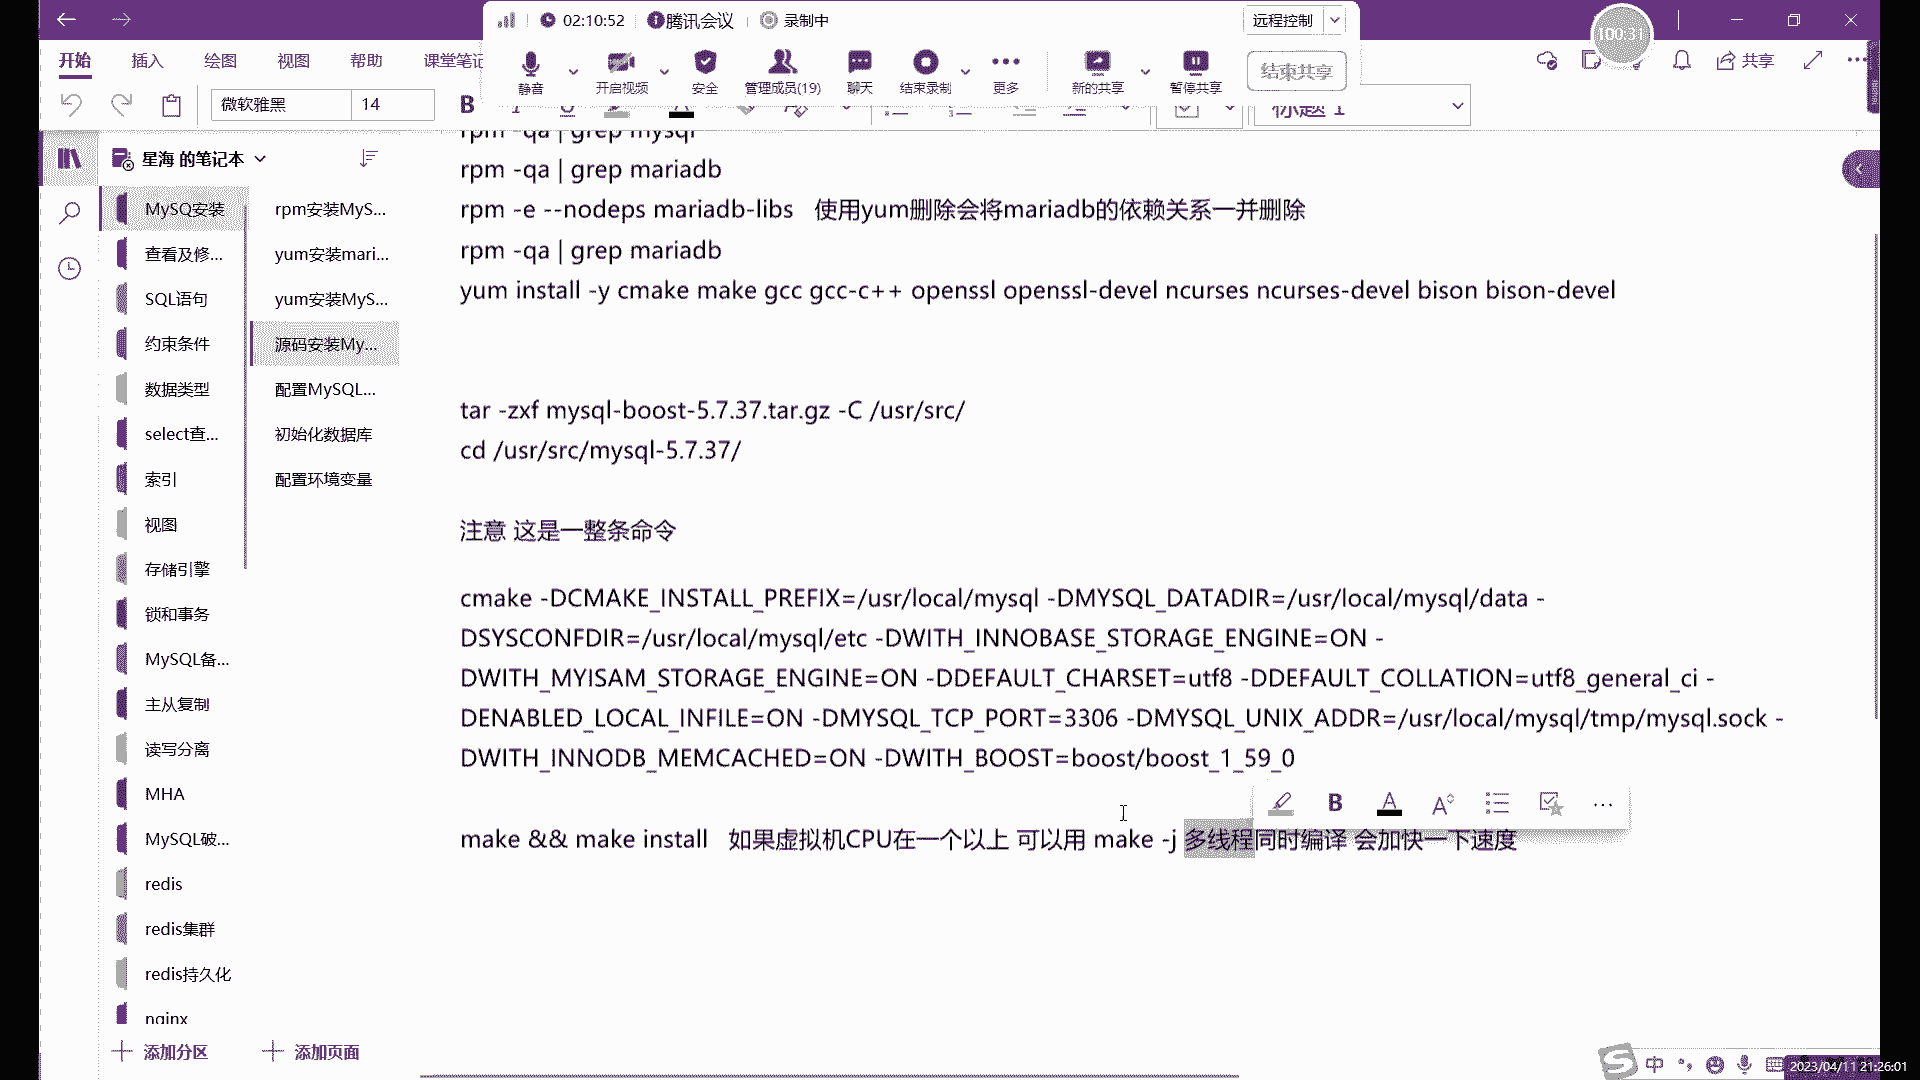 02:10:52 腾讯会议 录制中 远程控制
100:31
开始 插入 绘图 视图 帮助 课堂笔记
静音 开启视频 安全 管理成员(19) 聊天 结束录制 更多 新的共享 暂停共享 结束共享
共享
微软雅黑 14 B 标题 1
星海 的笔记本
MySQ安装
查看及修...
SQL语句
约束条件
数据类型
select查...
索引
视图
存储引擎
锁和事务
MySQL备...
主从复制
读写分离
MHA
MySQL破...
redis
redis集群
redis持久化
nginx
添加分区
rpm安装MyS...
yum安装mari...
yum安装MyS...
源码安装My...
配置MySQL...
初始化数据库
配置环境变量
添加页面
rpm -qa | grep mysql
rpm -qa | grep mariadb
rpm -e --nodeps mariadb-libs 使用yum删除会将mariadb的依赖关系一并删除
rpm -qa | grep mariadb
yum install -y cmake make gcc gcc-c++ openssl openssl-devel ncurses ncurses-devel bison bison-devel
tar -zxf mysql-boost-5.7.37.tar.gz -C /usr/src/
cd /usr/src/mysql-5.7.37/
注意 这是一整条命令
cmake -DCMAKE_INSTALL_PREFIX=/usr/local/mysql -DMYSQL_DATADIR=/usr/local/mysql/data -
DSYSCONFDIR=/usr/local/mysql/etc -DWITH_INNOBASE_STORAGE_ENGINE=ON -
DWITH_MYISAM_STORAGE_ENGINE=ON -DDEFAULT_CHARSET=utf8 -DDEFAULT_COLLATION=utf8_general_ci -
DENABLED_LOCAL_INFILE=ON -DMYSQL_TCP_PORT=3306 -DMYSQL_UNIX_ADDR=/usr/local/mysql/tmp/mysql.sock -
DWITH_INNODB_MEMCACHED=ON -DWITH_BOOST=boost/boost_1_59_0
B A A
make && make install 如果虚拟机CPU在一个以上 可以用 make -j 多线程同时编译 会加快一下速度
中
2023/04/11 21:26:01